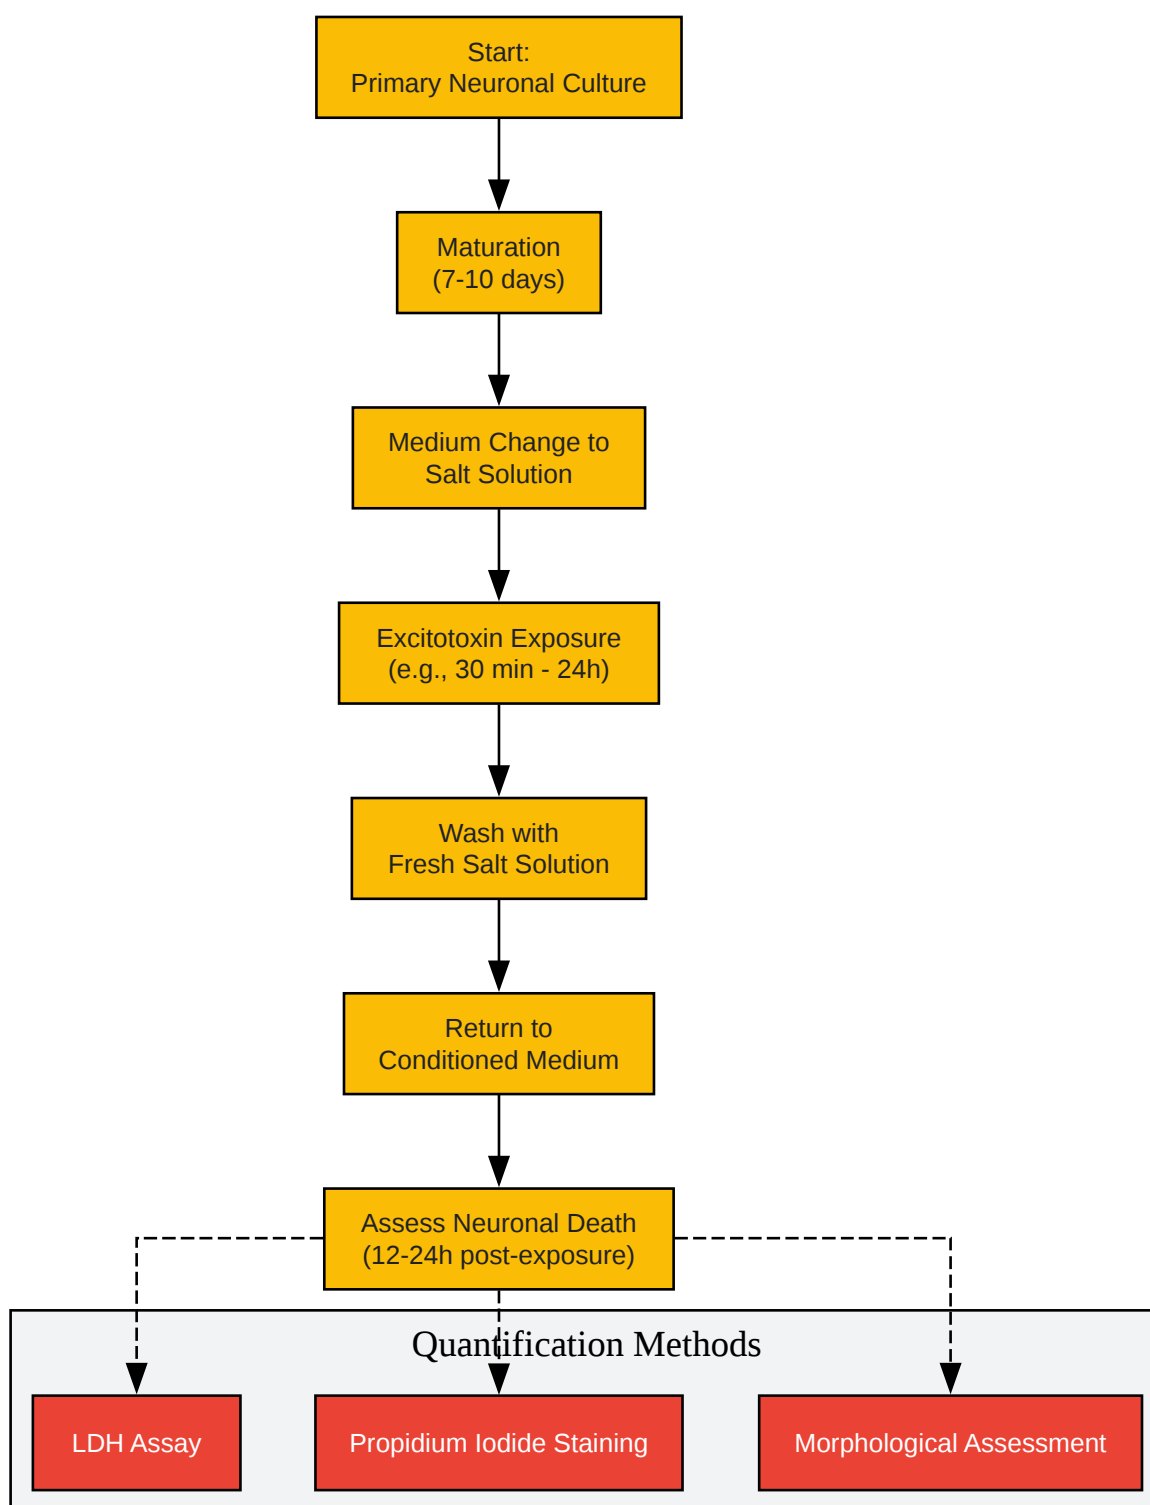 Start:
Primary Neuronal Culture
Maturation
(7-10 days)
Medium Change to
Salt Solution
Excitotoxin Exposure
(e.g., 30 min - 24h)
Wash with
Fresh Salt Solution
Return to
Conditioned Medium
Assess Neuronal Death
(12-24h post-exposure)
Quantification Methods
LDH Assay
Propidium Iodide Staining
Morphological Assessment